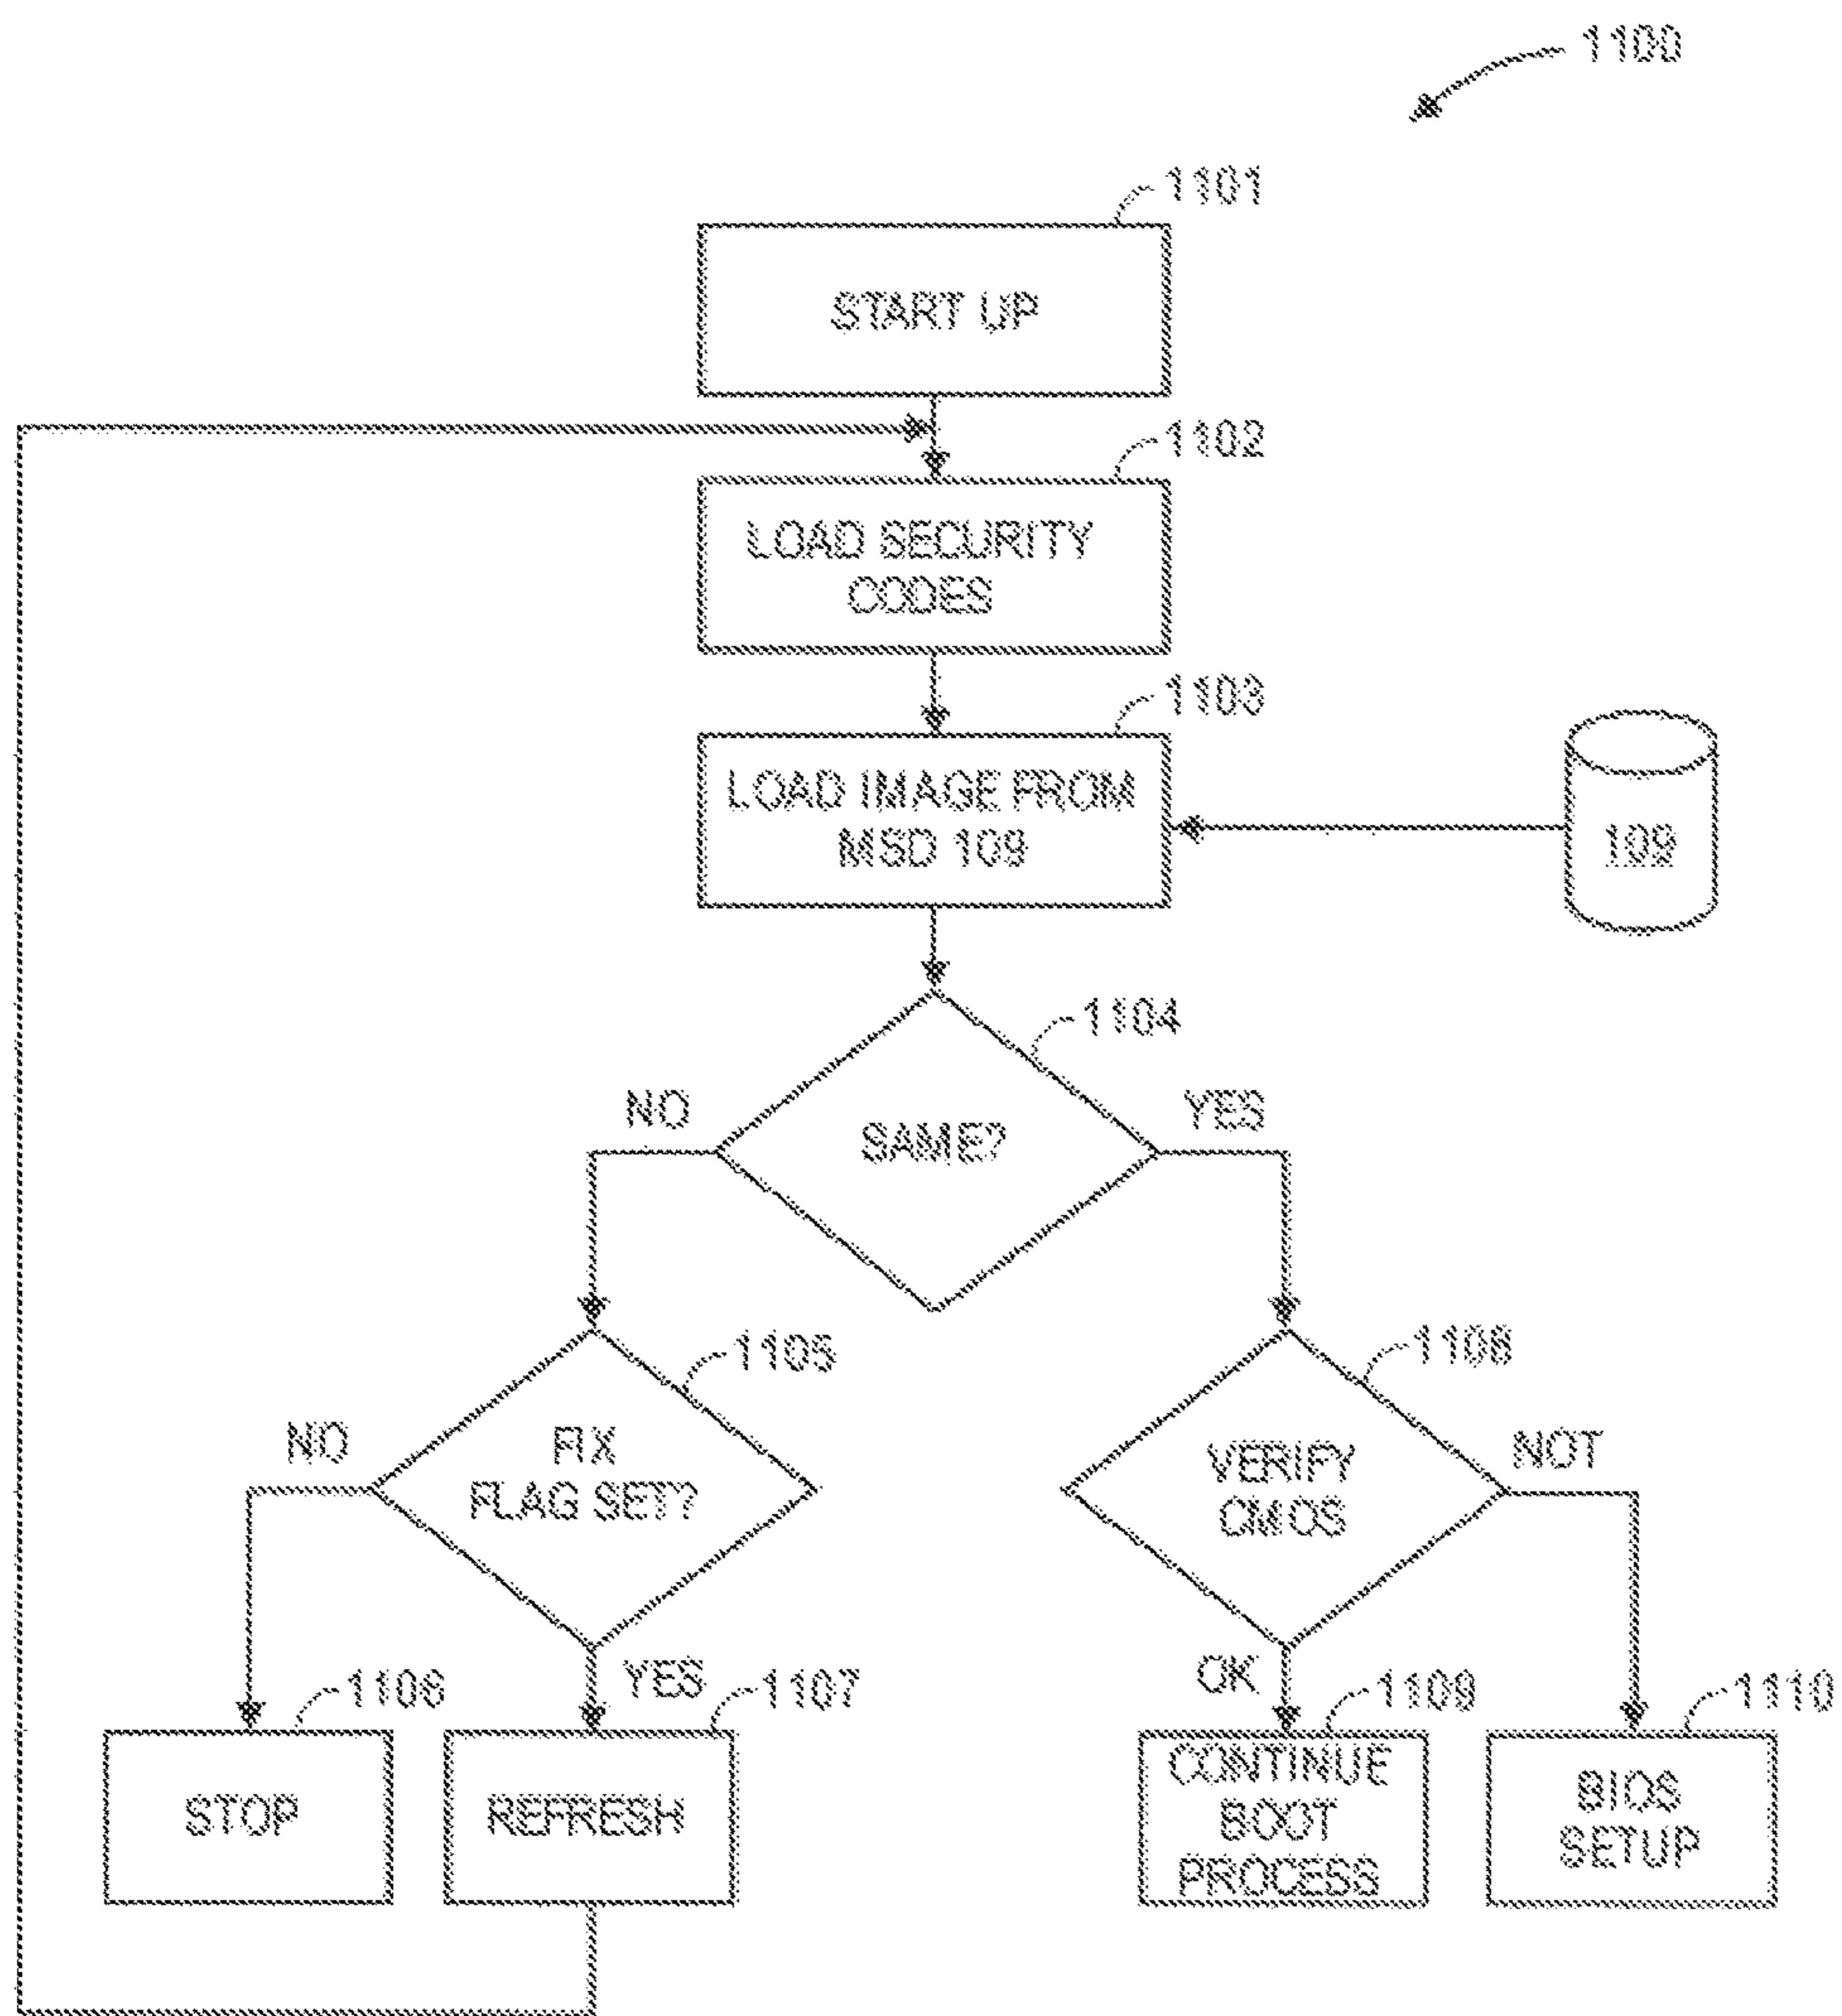 1100
1101
START UP
1102
LOAD SECURITY
CODES
1103
LOAD IMAGE FROM
MSD 109
109
1104
NO
YES
SAME?
1105
1108
NO
FIX
FLAG SET?
VERIFY
CMOS
NOT
1106
YES
1107
OK
1109
1110
STOP
REFRESH
CONTINUE
BOOT
PROCESS
BIOS
SETUP